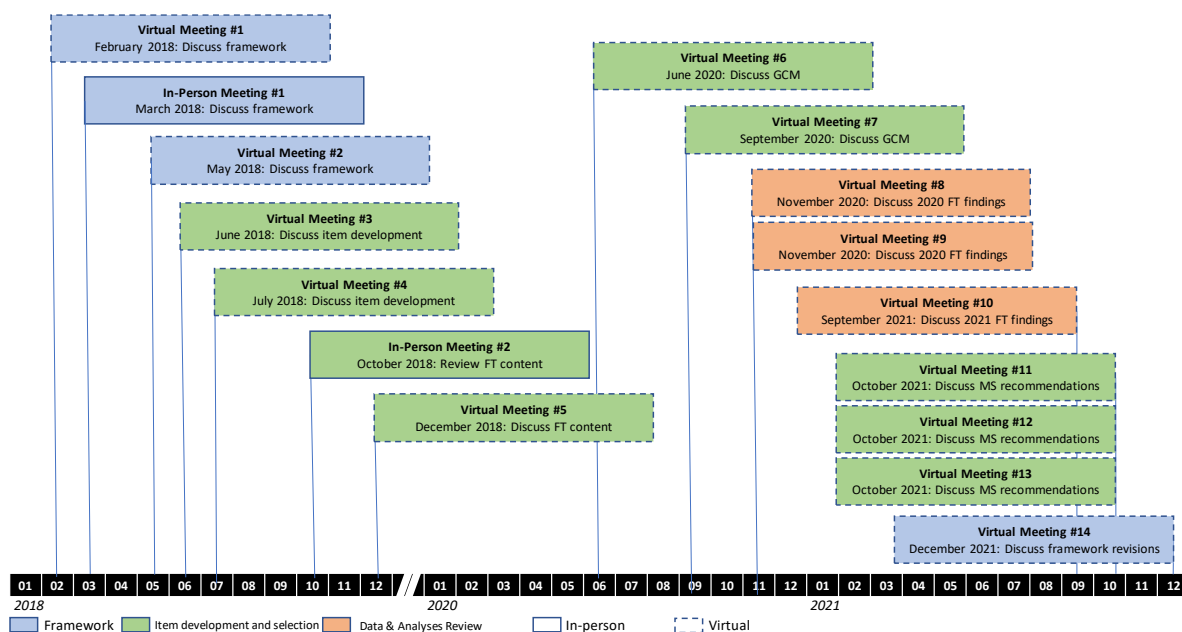 Virtual Meeting #1
February 2018: Discuss framework
In-Person Meeting #1
March 2018: Discuss framework
Virtual Meeting #2
May 2018: Discuss framework
Virtual Meeting #3
June 2018: Discuss item development
Virtual Meeting #4
July 2018: Discuss item development
In-Person Meeting #2
October 2018: Review FT content
Virtual Meeting #5
December 2018: Discuss FT content
Virtual Meeting #6
June 2020: Discuss GCM
Virtual Meeting #7
September 2020: Discuss GCM
Virtual Meeting #8
November 2020: Discuss 2020 FT findings
Virtual Meeting #9
November 2020: Discuss 2020 FT findings
Virtual Meeting #10
September 2021: Discuss 2021 FT findings
Virtual Meeting #11
October 2021: Discuss MS recommendations
Virtual Meeting #12
October 2021: Discuss MS recommendations
Virtual Meeting #13
October 2021: Discuss MS recommendations
Virtual Meeting #14
December 2021: Discuss framework revisions
01 02 03 04 05 06 07 08 09 10 11 12 01 02 03 04 05 06 07 08 09 10 11 12 01 02 03 04 05 06 07 08 09 10 11 12
2018 2020 2021
Framework Item development and selection Data & Analyses Review In-person Virtual